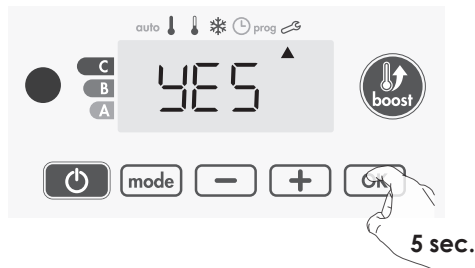 auto prog
C
B
A
YES
boost
mode − + OK
5 sec.